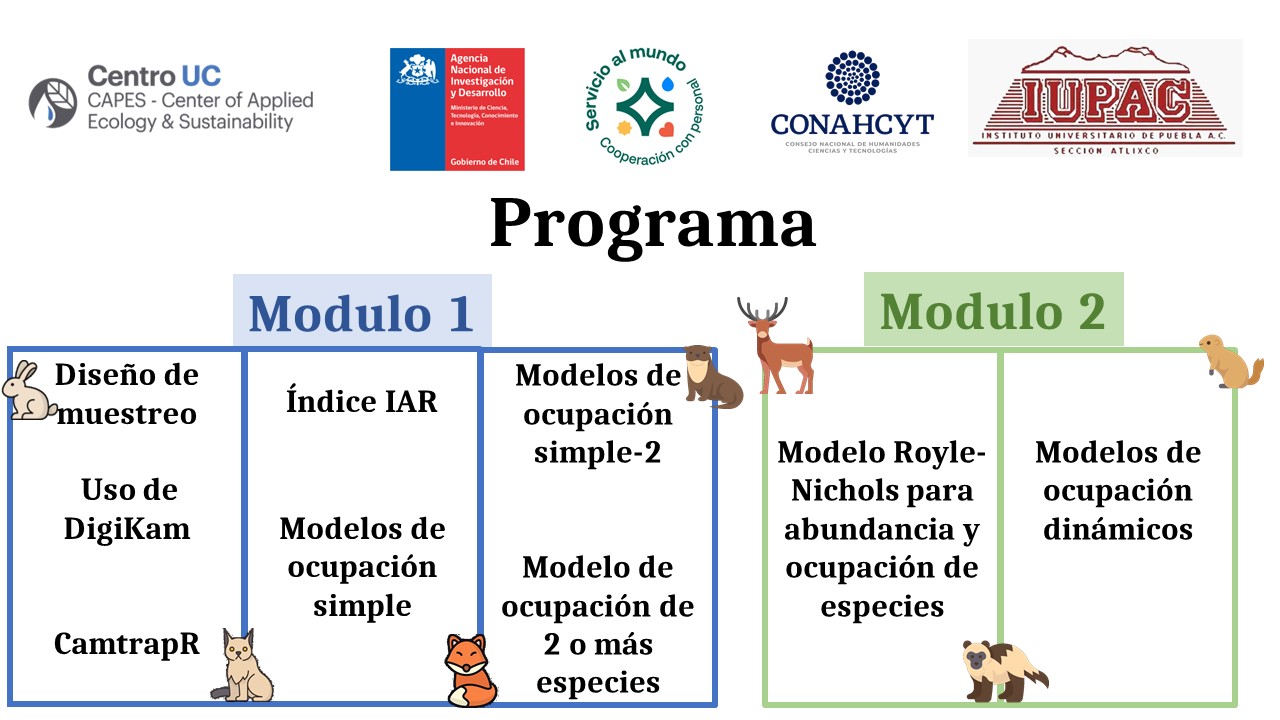 Centro UC
CAPES - Center of Applied
Ecology & Sustainability
Agencia
Nacional de
Investigación
y Desarrollo
Ministerio de Ciencia,
Tecnología, Conocimiento
e Innovación
Gobierno de Chile
Servicio al mundo
Cooperación con personal
CONAHCYT
CONSEJO NACIONAL DE HUMANIDADES
CIENCIAS Y TECNOLOGÍAS
IUPAC
INSTITUTO UNIVERSITARIO DE PUEBLA A.C.
SECCION ATLIXCO
Programa
Modulo 1
Diseño de
muestreo
Uso de
DigiKam
CamtrapR
Índice IAR
Modelos de
ocupación
simple
Modelos de
ocupación
simple-2
Modelo de
ocupación de
2 o más
especies
Modulo 2
Modelo Royle-
Nichols para
abundancia y
ocupación de
especies
Modelos de
ocupación
dinámicos